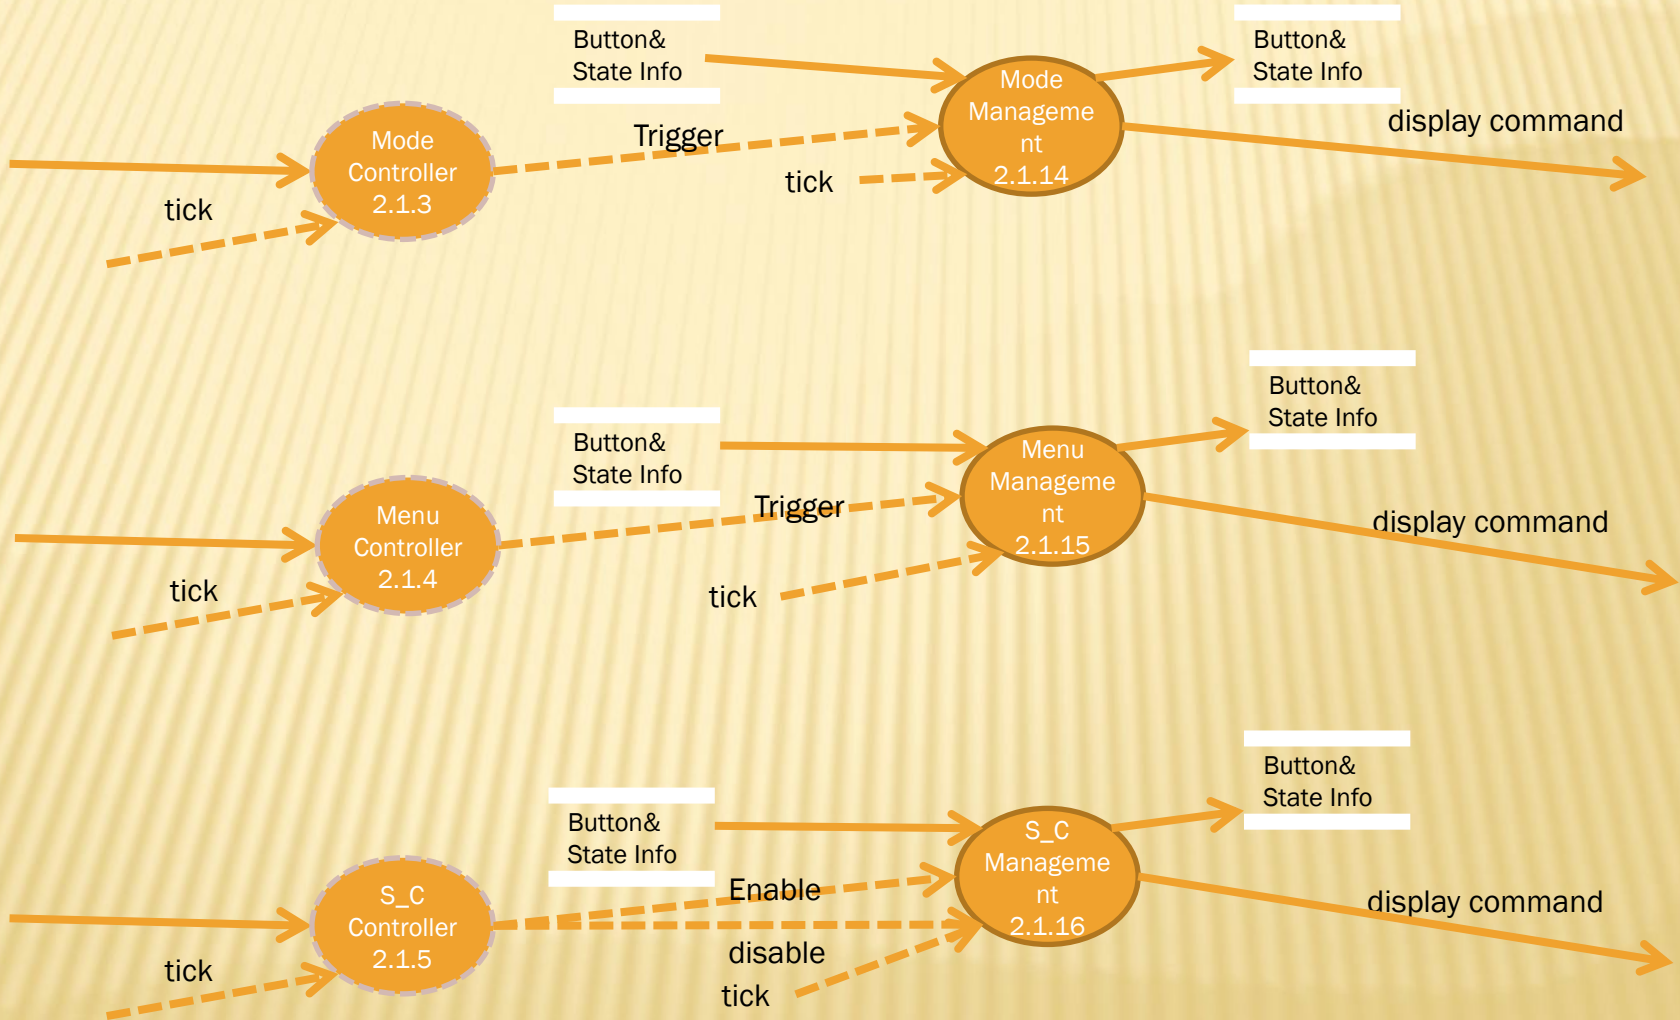 Button&
State Info
Mode
Manageme
nt
2.1.14
Button&
State Info
display command
Mode
Controller
2.1.3
Trigger
tick
tick
Button&
State Info
Menu
Manageme
nt
2.1.15
Button&
State Info
display command
Menu
Controller
2.1.4
Trigger
tick
tick
Button&
State Info
S_C
Manageme
nt
2.1.16
Button&
State Info
display command
S_C
Controller
2.1.5
Enable
disable
tick
tick